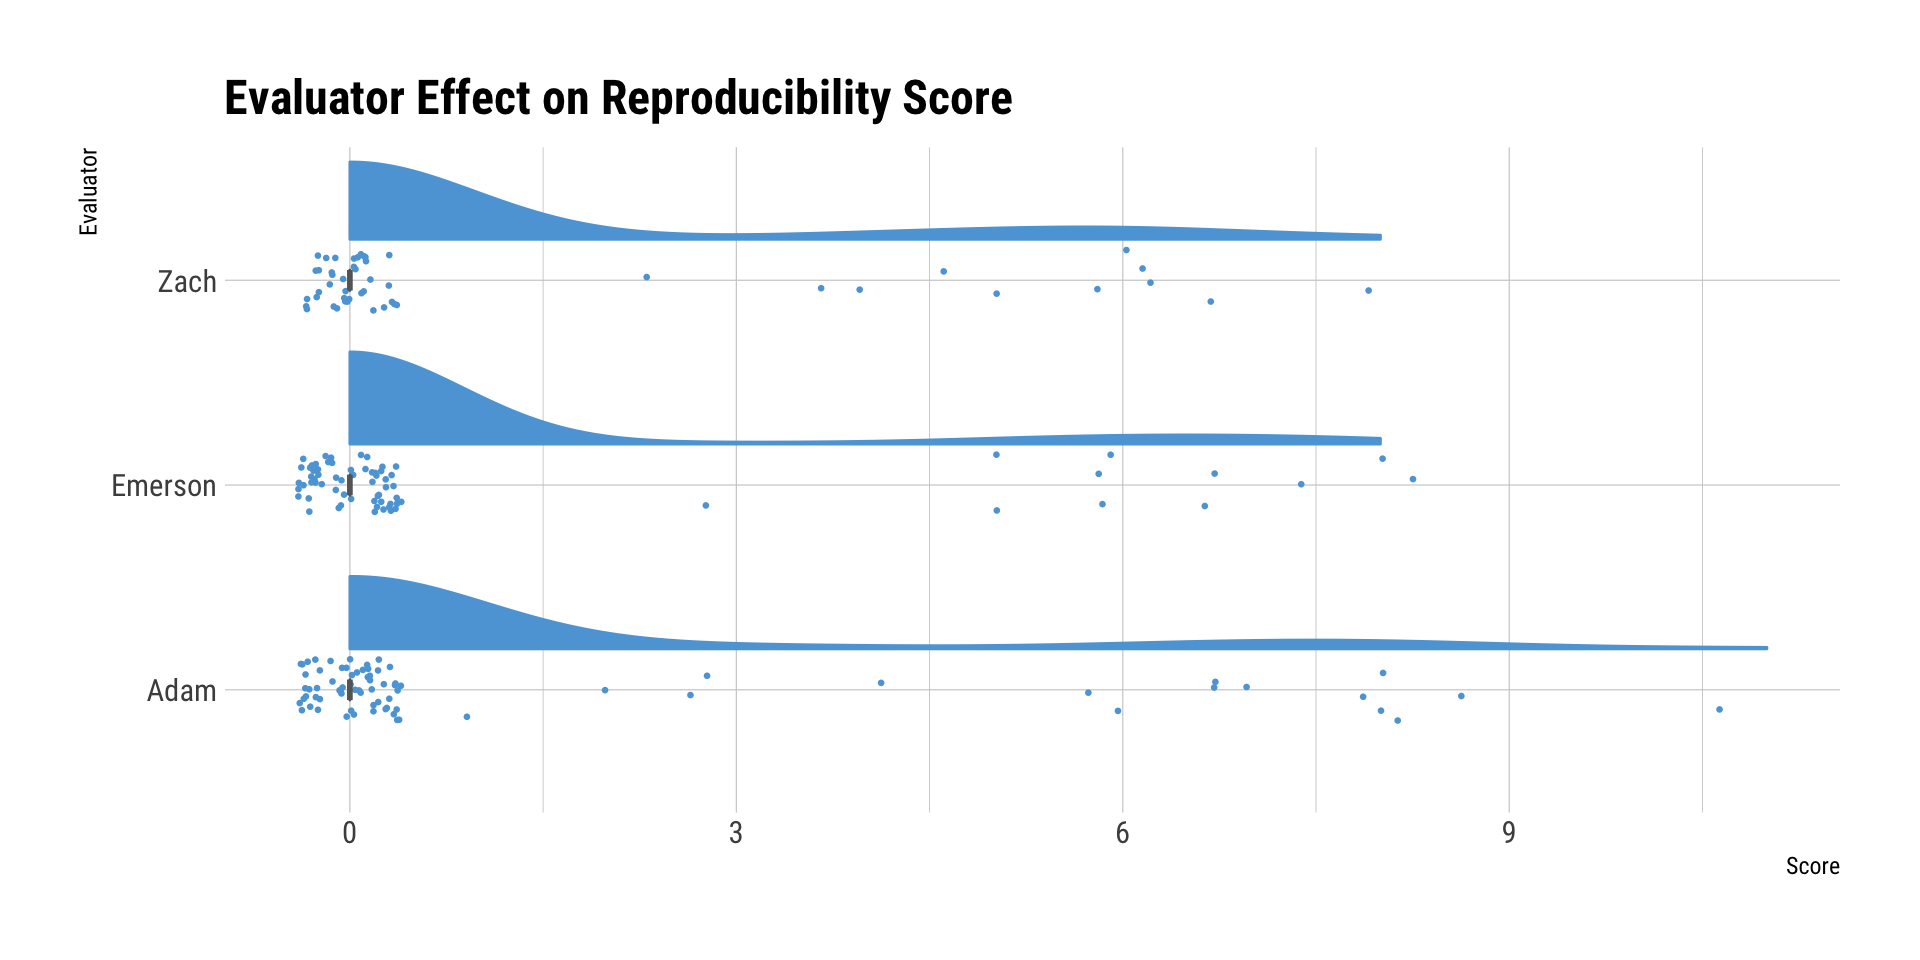 Evaluator Effect on Reproducibility Score
Evaluator
Zach
Emerson
Adam
0 3 6 9
Score